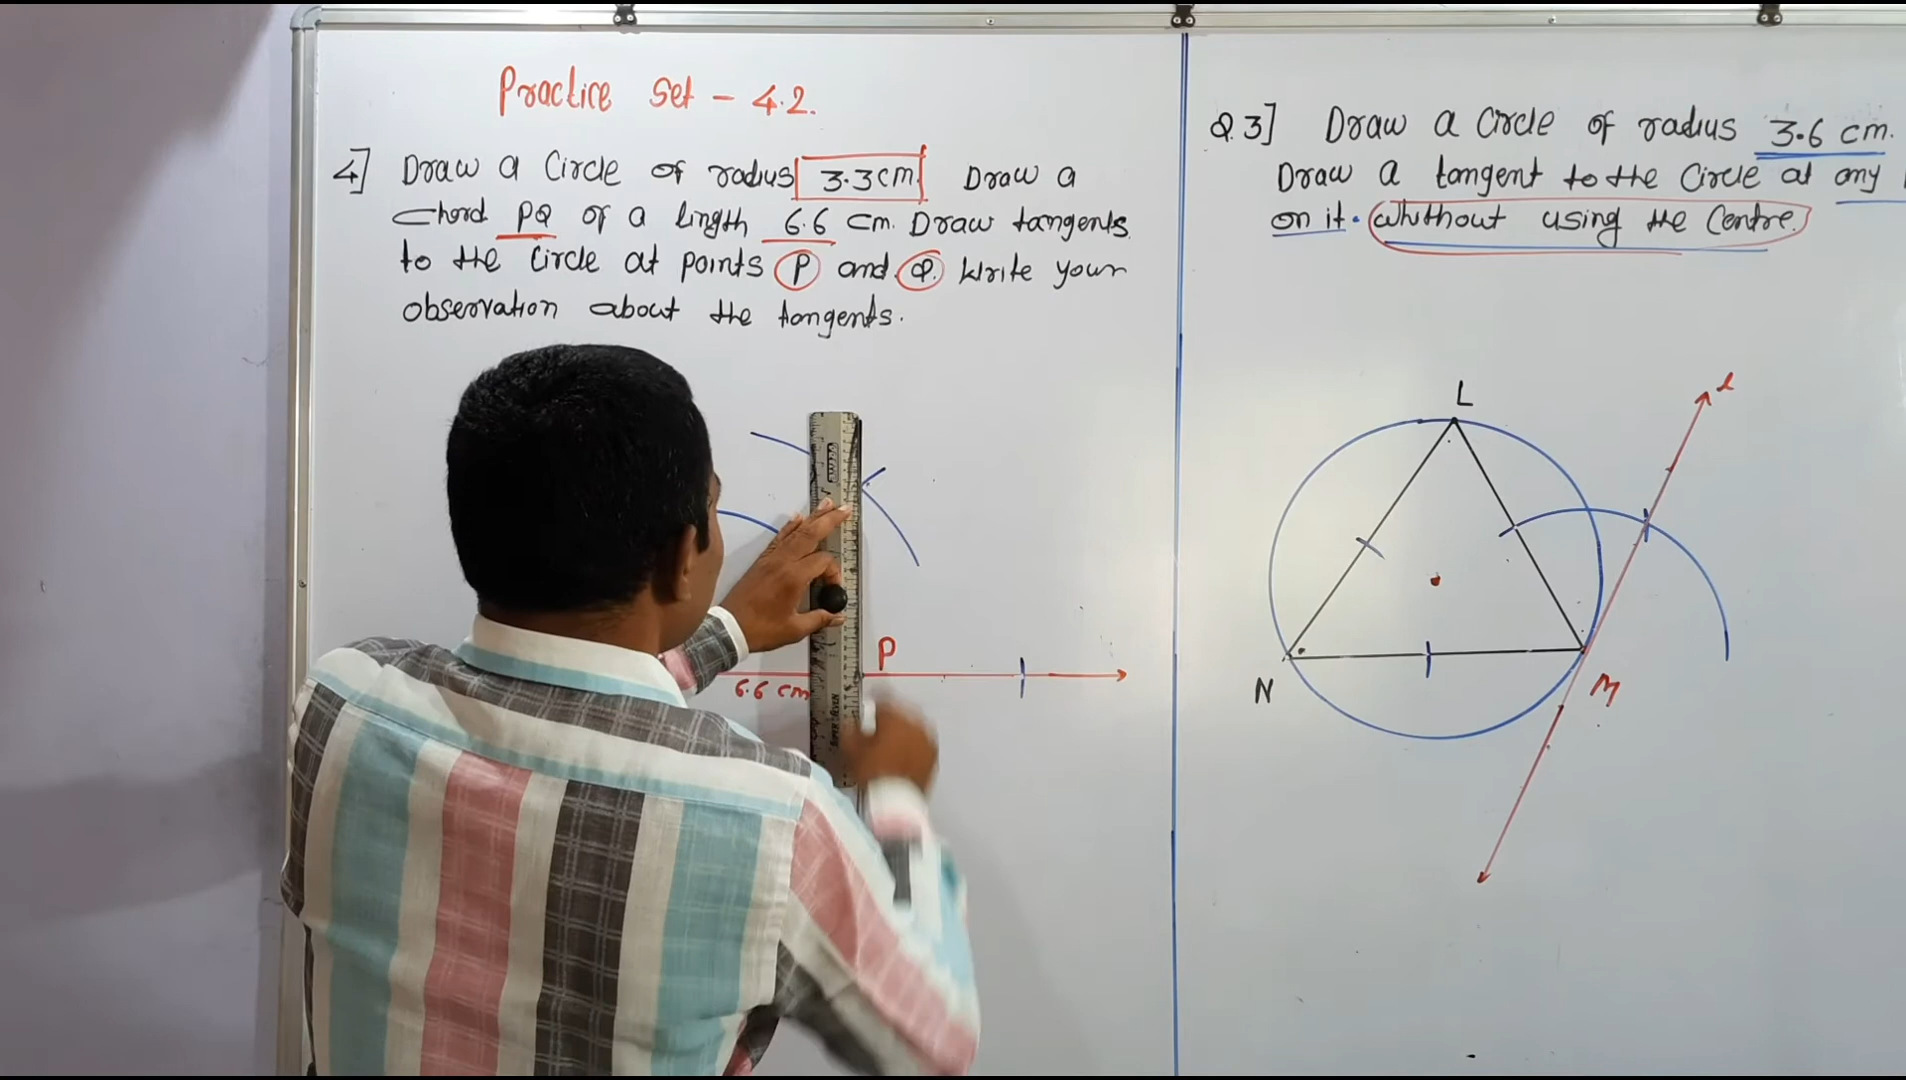 Practice Set - 4.2.
4] Draw a Circle of radius 3.3cm. Draw a
Chord PQ of a lingth 6.6 cm. Draw tangents
to the Circle at points P and Q. Write your
observation about the tangents.
P
6.6 cm
Q.3] Draw a Circle of radius 3.6 cm.
Draw a tangent to the Circle at any
on it. Whithout using the Centre.
L
l
N
M